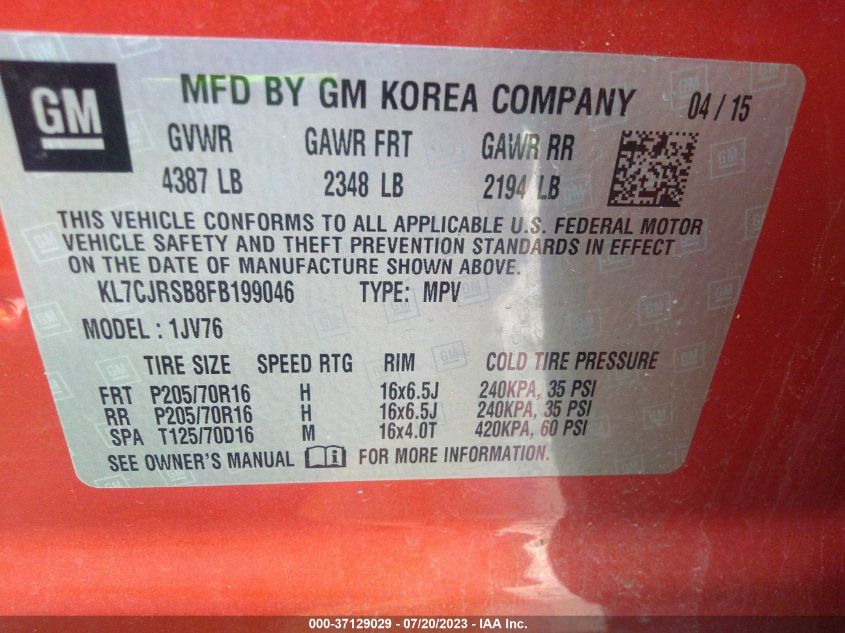 GM
MFD BY GM KOREA COMPANY 04 / 15
GVWR GAWR FRT GAWR RR
4387 LB 2348 LB 2194 LB
THIS VEHICLE CONFORMS TO ALL APPLICABLE U.S. FEDERAL MOTOR
VEHICLE SAFETY AND THEFT PREVENTION STANDARDS IN EFFECT
ON THE DATE OF MANUFACTURE SHOWN ABOVE.
KL7CJRSB8FB199046 TYPE: MPV
MODEL : 1JV76
TIRE SIZE SPEED RTG RIM COLD TIRE PRESSURE
FRT P205/70R16 H 16x6.5J 240KPA, 35 PSI
RR P205/70R16 H 16x6.5J 240KPA, 35 PSI
SPA T125/70D16 M 16x4.0T 420KPA, 60 PSI
SEE OWNER'S MANUAL FOR MORE INFORMATION.
000-37129029 - 07/20/2023 - IAA Inc.